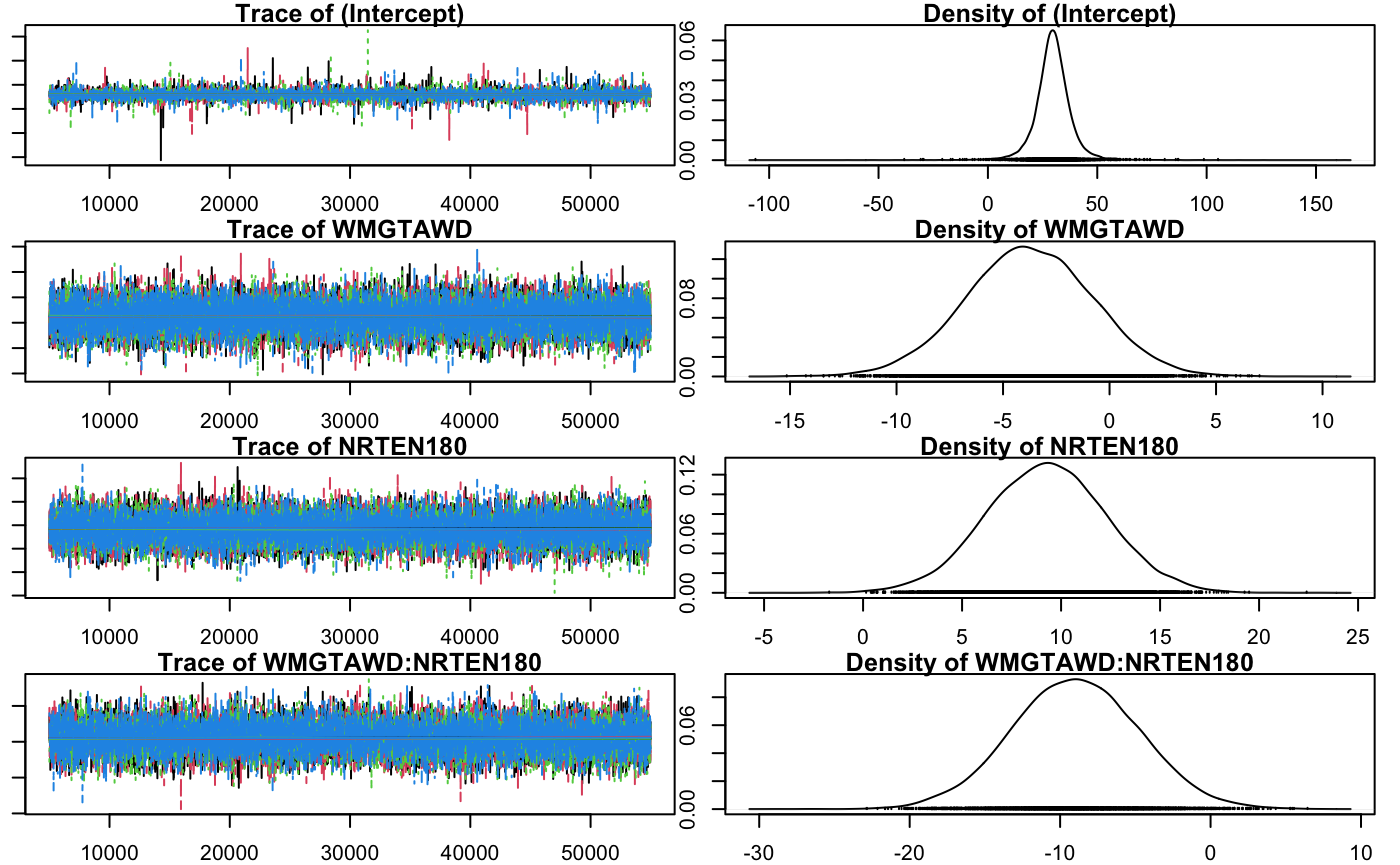 Trace of (Intercept)
10000 20000 30000 40000 50000
Density of (Intercept)
0.00 0.03 0.06
-100 -50 0 50 100 150
Trace of WMGTAWD
10000 20000 30000 40000 50000
Density of WMGTAWD
0.00 0.08
-15 -10 -5 0 5 10
Trace of NRTEN180
10000 20000 30000 40000 50000
Density of NRTEN180
0.00 0.06 0.12
-5 0 5 10 15 20 25
Trace of WMGTAWD:NRTEN180
10000 20000 30000 40000 50000
Density of WMGTAWD:NRTEN180
0.00 0.06
-30 -20 -10 0 10